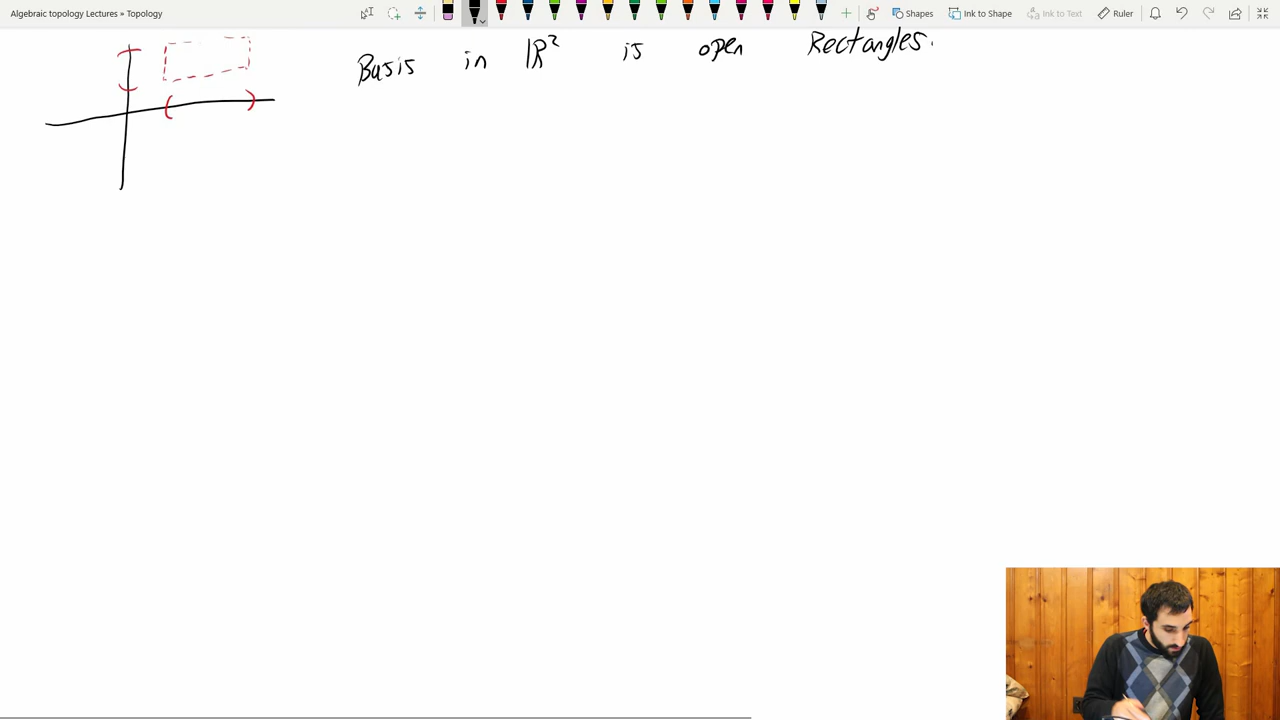 Algebraic topology Lectures » Topology
Shapes
Ink to Shape
Ink to Text
Ruler
Basis in ℝ² is open Rectangles.